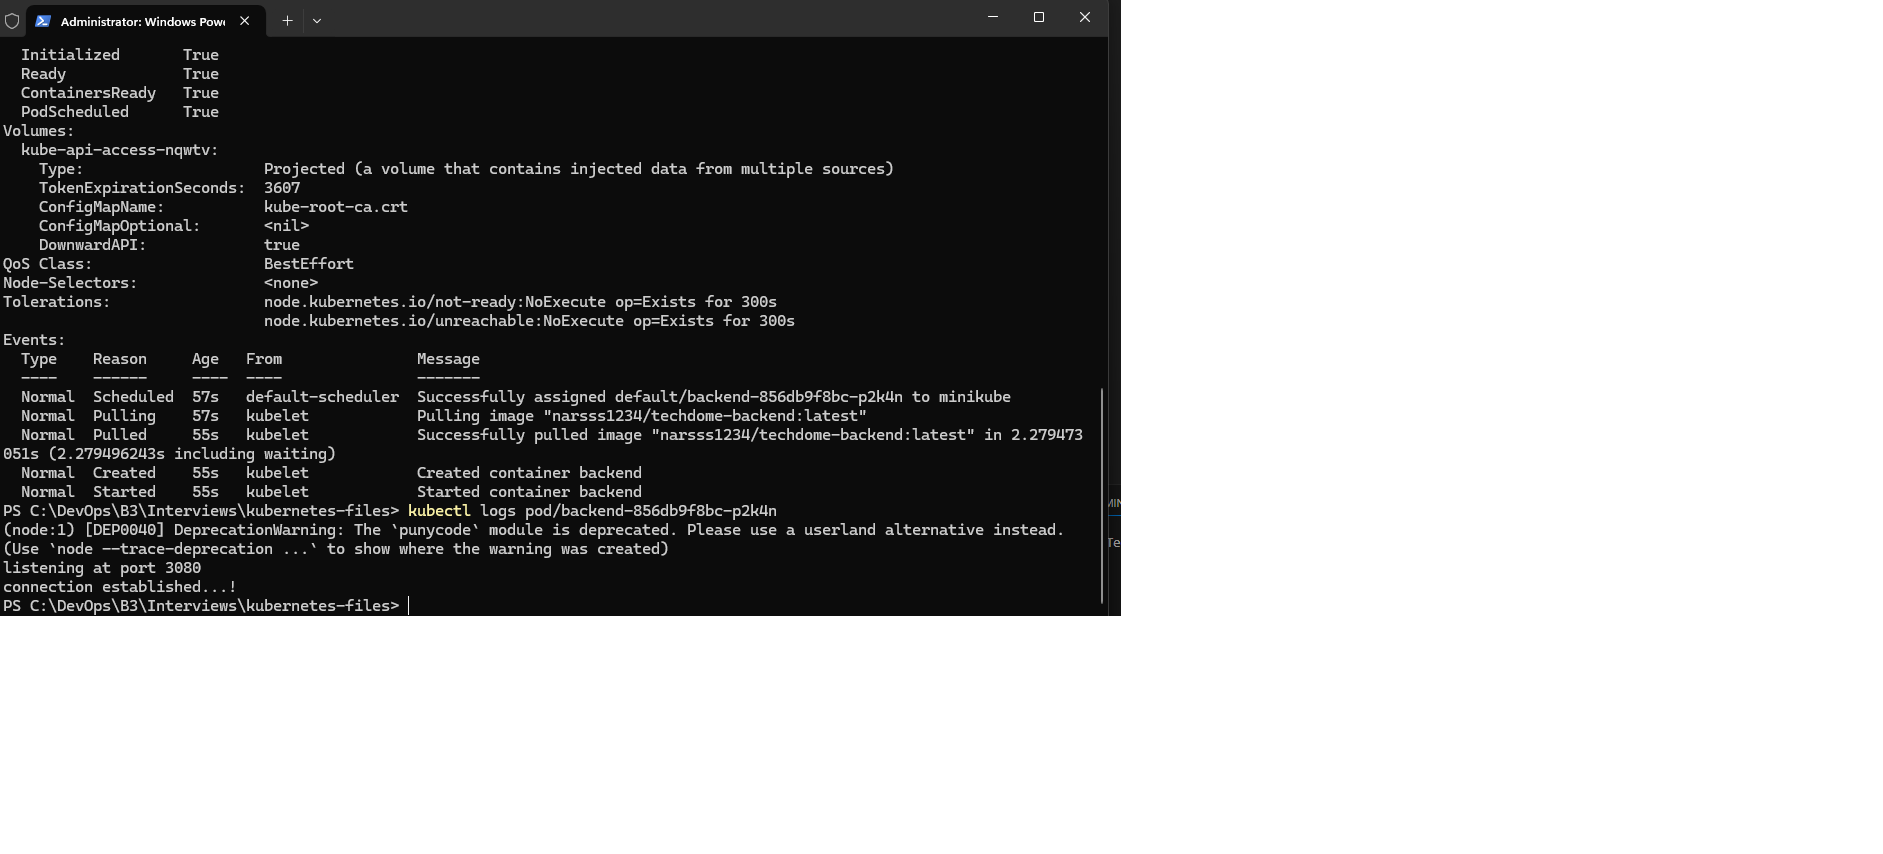 Administrator: Windows Powe
Initialized True
Ready True
ContainersReady True
PodScheduled True
Volumes:
kube-api-access-nqwtv:
Type: Projected (a volume that contains injected data from multiple sources)
TokenExpirationSeconds: 3607
ConfigMapName: kube-root-ca.crt
ConfigMapOptional: <nil>
DownwardAPI: true
QoS Class: BestEffort
Node-Selectors: <none>
Tolerations: node.kubernetes.io/not-ready:NoExecute op=Exists for 300s
node.kubernetes.io/unreachable:NoExecute op=Exists for 300s
Events:
Type Reason Age From Message
---- ------ ---- ---- -------
Normal Scheduled 57s default-scheduler Successfully assigned default/backend-856db9f8bc-p2k4n to minikube
Normal Pulling 57s kubelet Pulling image "narsss1234/techdome-backend:latest"
Normal Pulled 55s kubelet Successfully pulled image "narsss1234/techdome-backend:latest" in 2.279473
051s (2.279496243s including waiting)
Normal Created 55s kubelet Created container backend
Normal Started 55s kubelet Started container backend
PS C:\DevOps\B3\Interviews\kubernetes-files> kubectl logs pod/backend-856db9f8bc-p2k4n
(node:1) [DEP0040] DeprecationWarning: The `punycode` module is deprecated. Please use a userland alternative instead.
(Use `node --trace-deprecation ...` to show where the warning was created)
listening at port 3080
connection established...!
PS C:\DevOps\B3\Interviews\kubernetes-files>